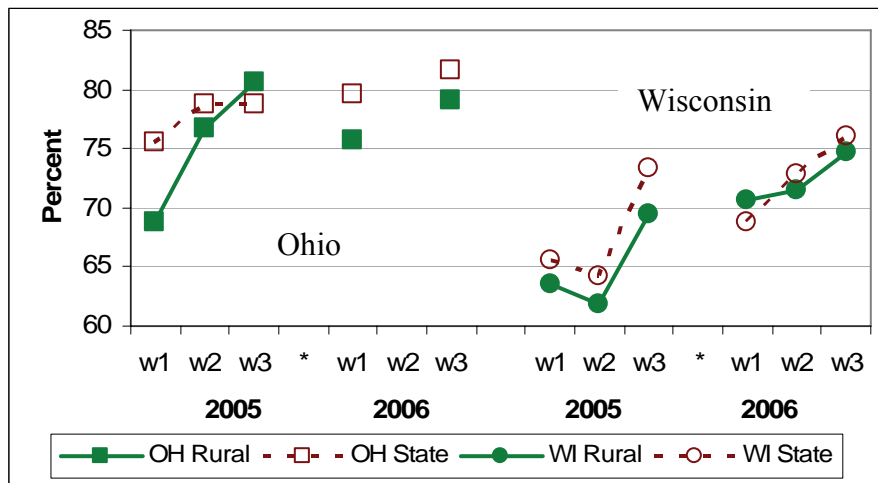 85
80
75
70
65
60
Percent
Ohio
Wisconsin
w1 w2 w3 * w1 w2 w3 w1 w2 w3 * w1 w2 w3
2005 2006 2005 2006
OH Rural OH State WI Rural WI State